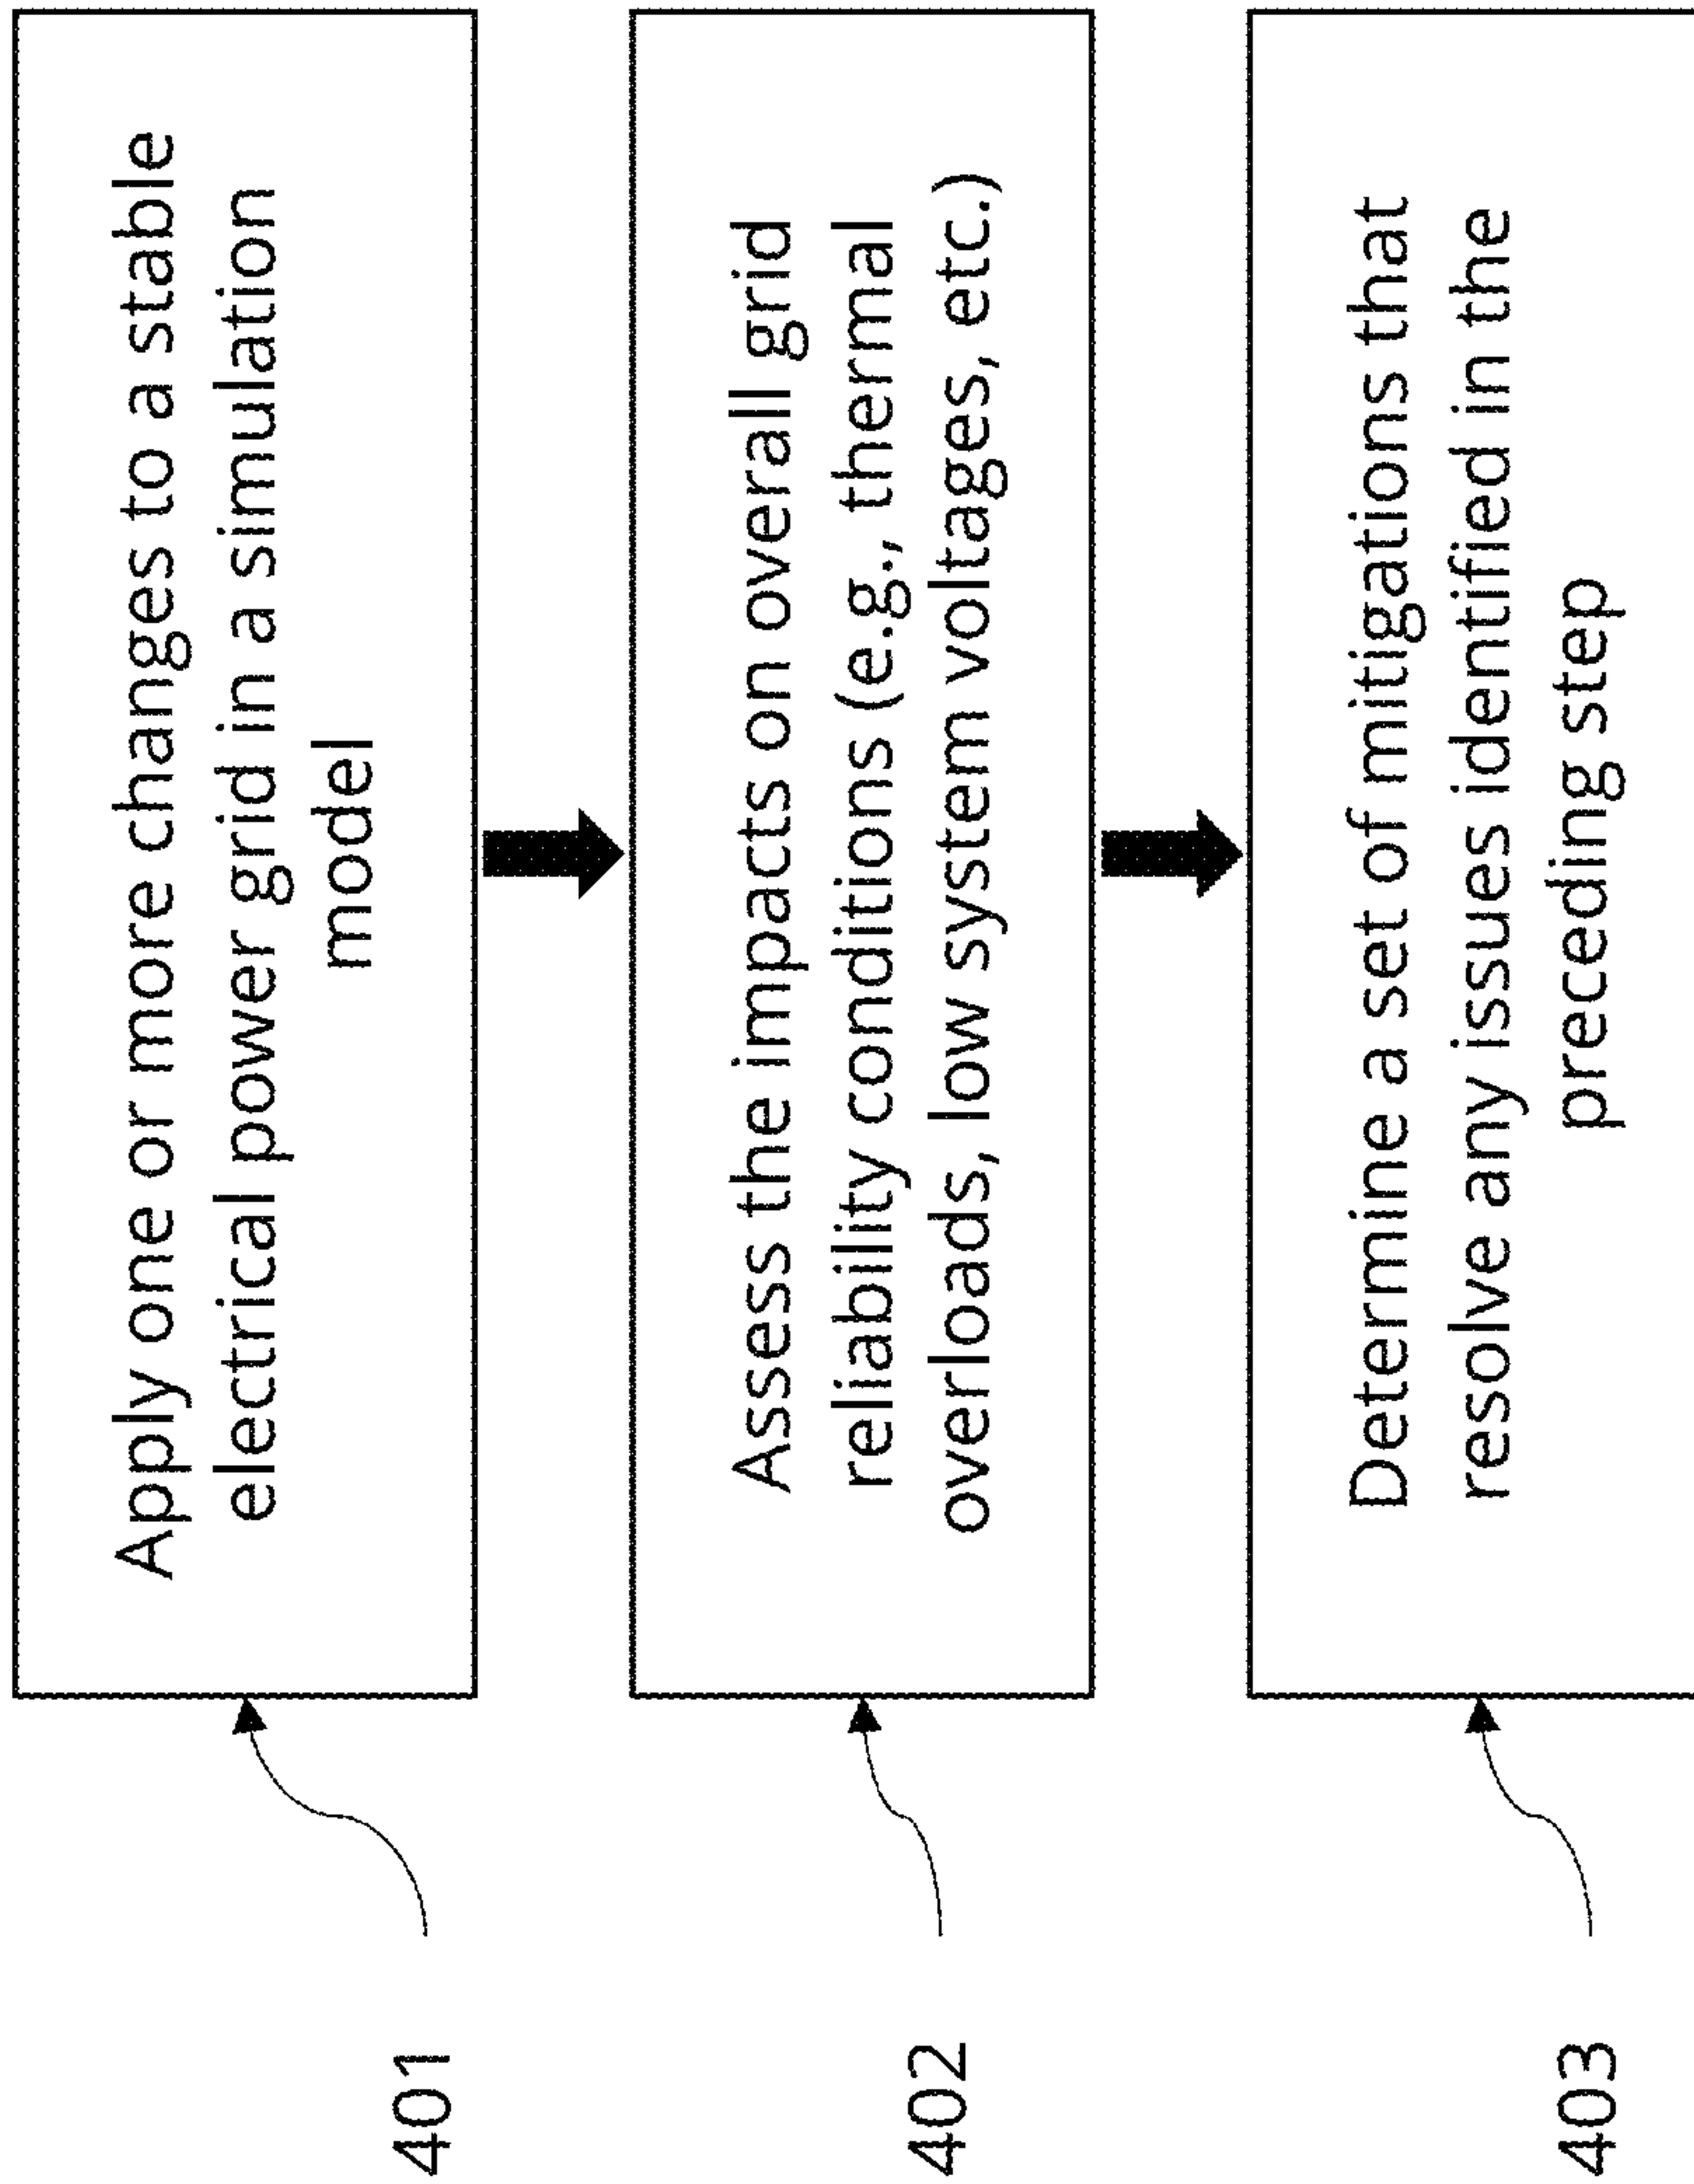 401
Apply one or more changes to a stable
electrical power grid in a simulation
model
402
Assess the impacts on overall grid
reliability conditions (e.g., thermal
overloads, low system voltages, etc.)
403
Determine a set of mitigations that
resolve any issues identified in the
preceding step